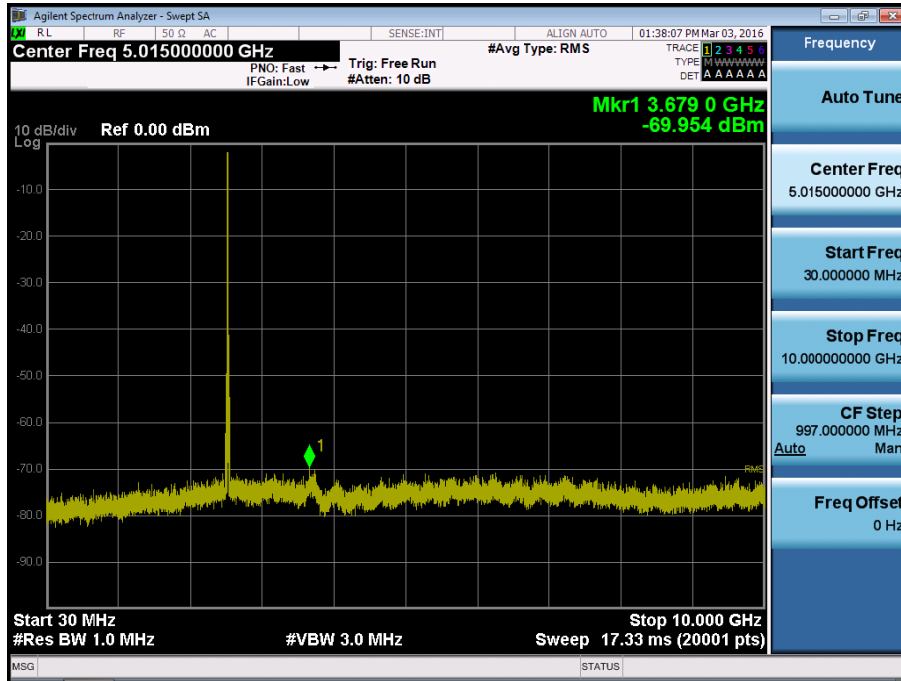 Agilent Spectrum Analyzer - Swept SA
LXI RL RF 50 Ω AC SENSE:INT ALIGN AUTO 01:38:07 PM Mar 03, 2016
Center Freq 5.015000000 GHz
PNO: Fast
IFGain:Low
Trig: Free Run
#Atten: 10 dB
#Avg Type: RMS
TRACE 1 2 3 4 5 6
TYPE M W W W W W
DET A A A A A A
Mkr1 3.679 0 GHz
-69.954 dBm
10 dB/div Ref 0.00 dBm
Log
-10.0
-20.0
-30.0
-40.0
-50.0
-60.0
-70.0
-80.0
-90.0
1
RMS
Start 30 MHz
Stop 10.000 GHz
#Res BW 1.0 MHz
#VBW 3.0 MHz
Sweep 17.33 ms (20001 pts)
MSG
STATUS
Frequency
Auto Tune
Center Freq
5.015000000 GHz
Start Freq
30.000000 MHz
Stop Freq
10.000000000 GHz
CF Step
997.000000 MHz
Auto Man
Freq Offset
0 Hz